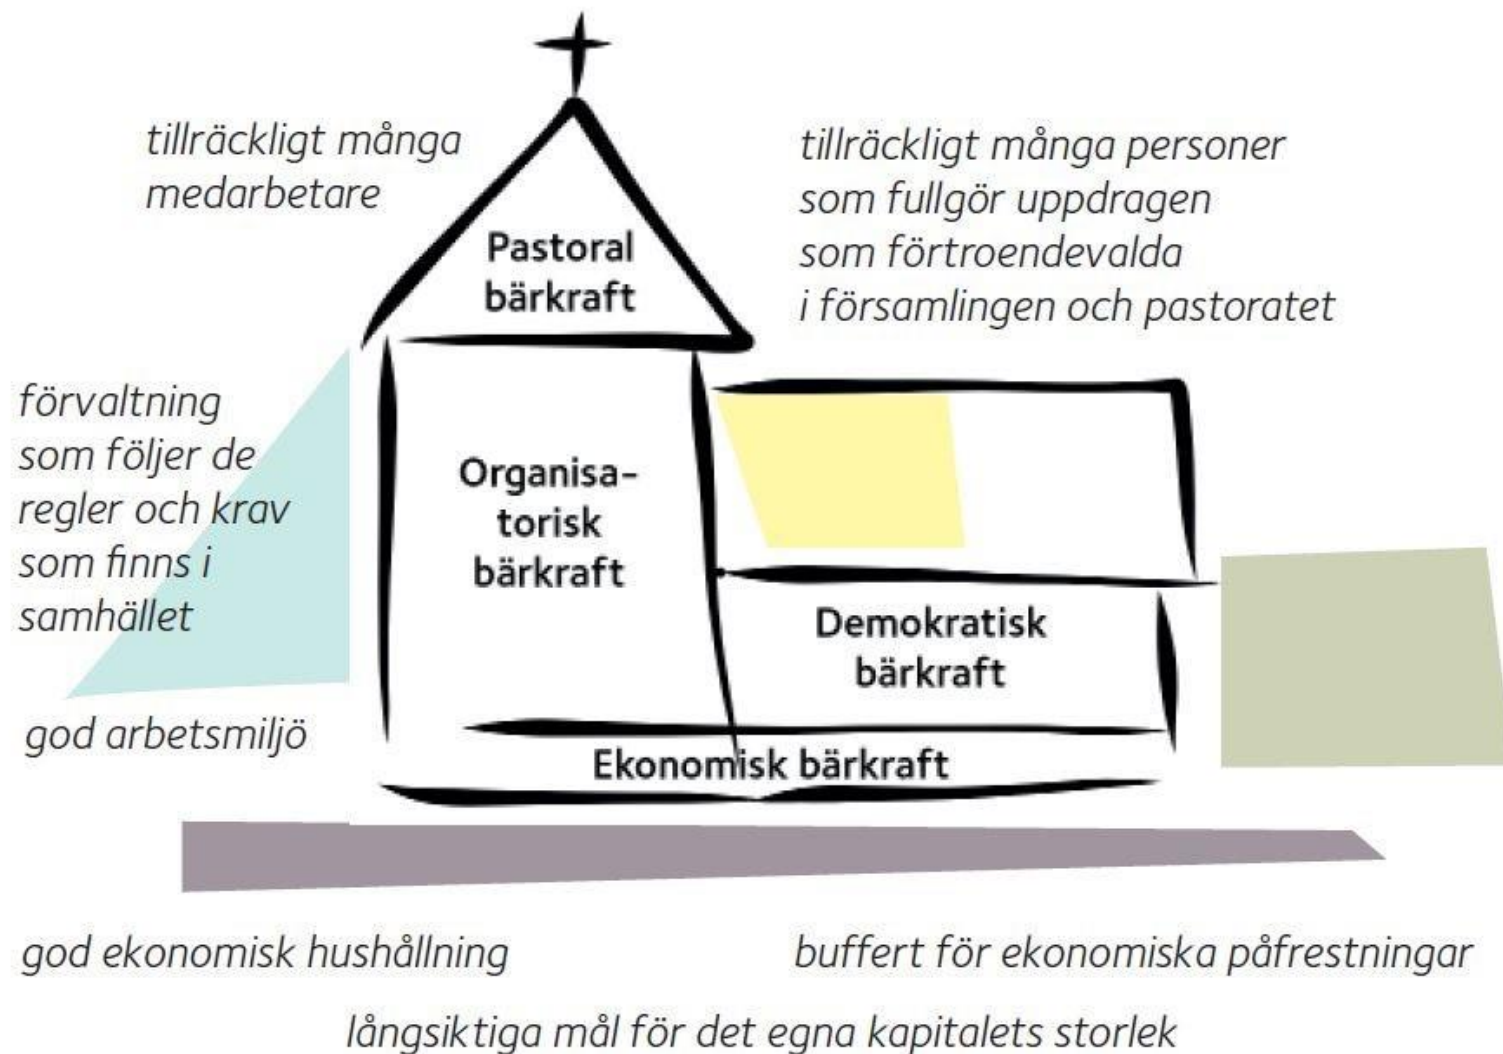 tillräckligt många
medarbetare
tillräckligt många personer
som fullgör uppdragen
som förtroendevalda
i församlingen och pastoratet
Pastoral
bärkraft
förvaltning
som följer de
regler och krav
som finns i
samhället
god arbetsmiljö
Organisa-
torisk
bärkraft
Demokratisk
bärkraft
Ekonomisk bärkraft
god ekonomisk hushållning
buffert för ekonomiska påfrestningar
långsiktiga mål för det egna kapitalets storlek